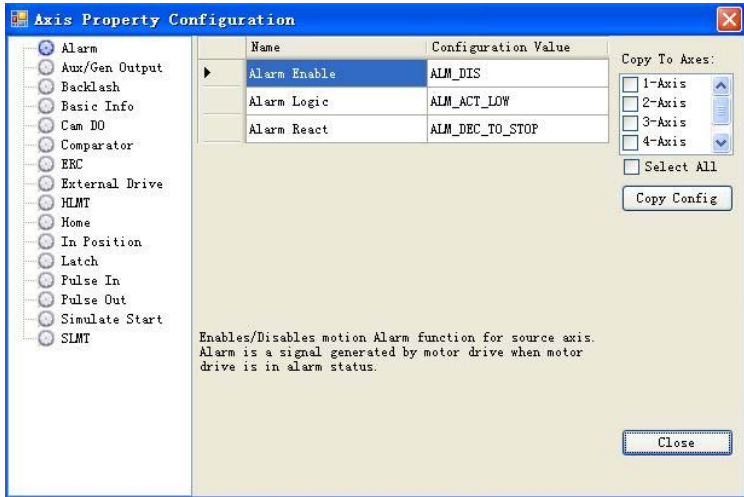 Axis Property Configuration
Alarm
Aux/Gen Output
Backlash
Basic Info
Cam DO
Comparator
ERC
External Drive
HLMT
Home
In Position
Latch
Pulse In
Pulse Out
Simulate Start
SLMT
Name Configuration Value
Alarm Enable ALM_DIS
Alarm Logic ALM_ACT_LOW
Alarm React ALM_DEC_TO_STOP
Enables/Disables motion Alarm function for source axis.
Alarm is a signal generated by motor drive when motor
drive is in alarm status.
Copy To Axes:
1-Axis
2-Axis
3-Axis
4-Axis
Select All
Copy Config
Close